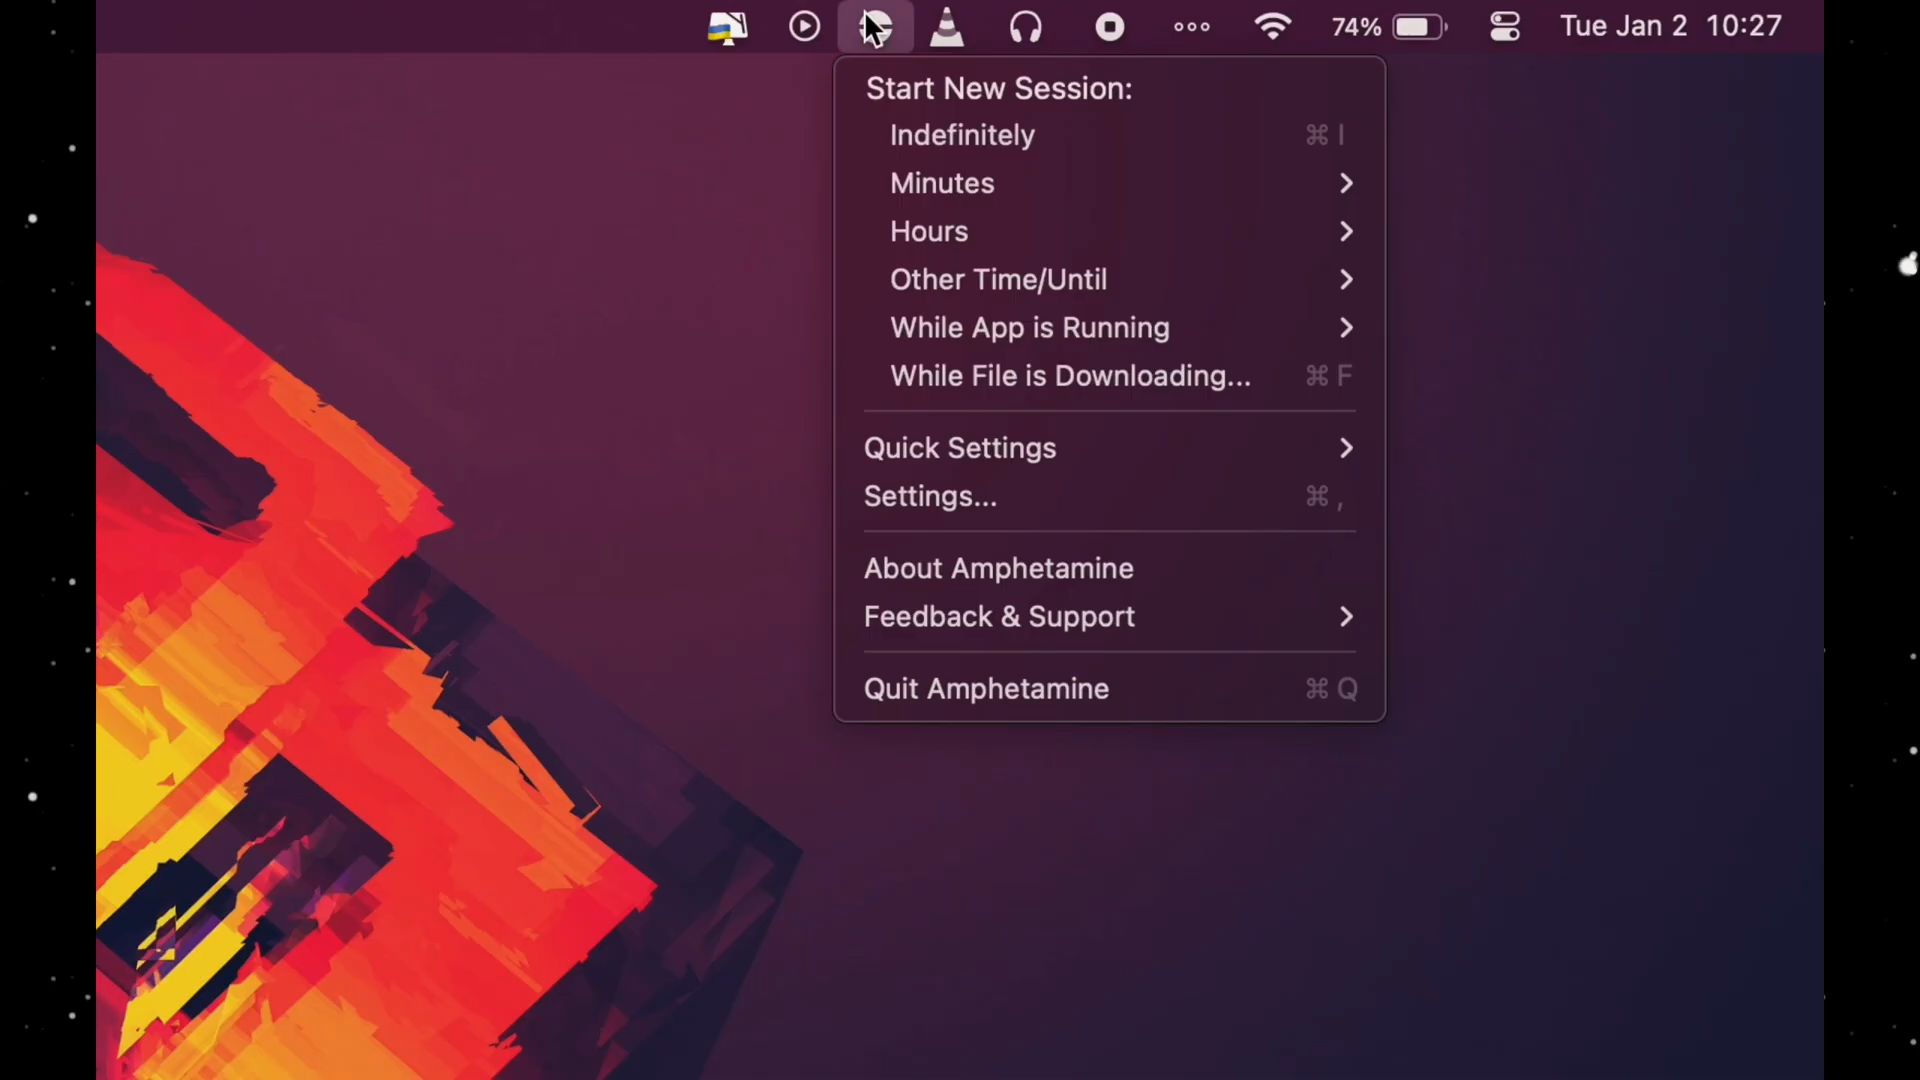 74% Tue Jan 2 10:27
Start New Session:
Indefinitely ⌘ I
Minutes
Hours
Other Time/Until
While App is Running
While File is Downloading... ⌘ F
Quick Settings
Settings... ⌘ ,
About Amphetamine
Feedback & Support
Quit Amphetamine ⌘ Q